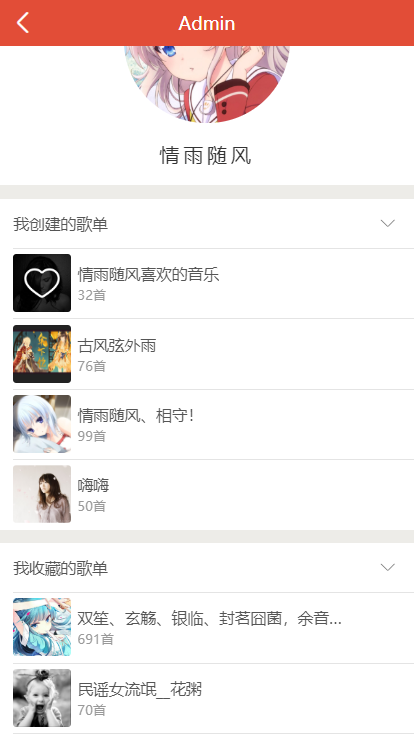 Admin
情雨随风
我创建的歌单
情雨随风喜欢的音乐
32首
古风弦外雨
76首
情雨随风、相守！
99首
嗨嗨
50首
我收藏的歌单
双笙、玄觞、银临、封茗囧菌，余音...
691首
民谣女流氓__花粥
70首